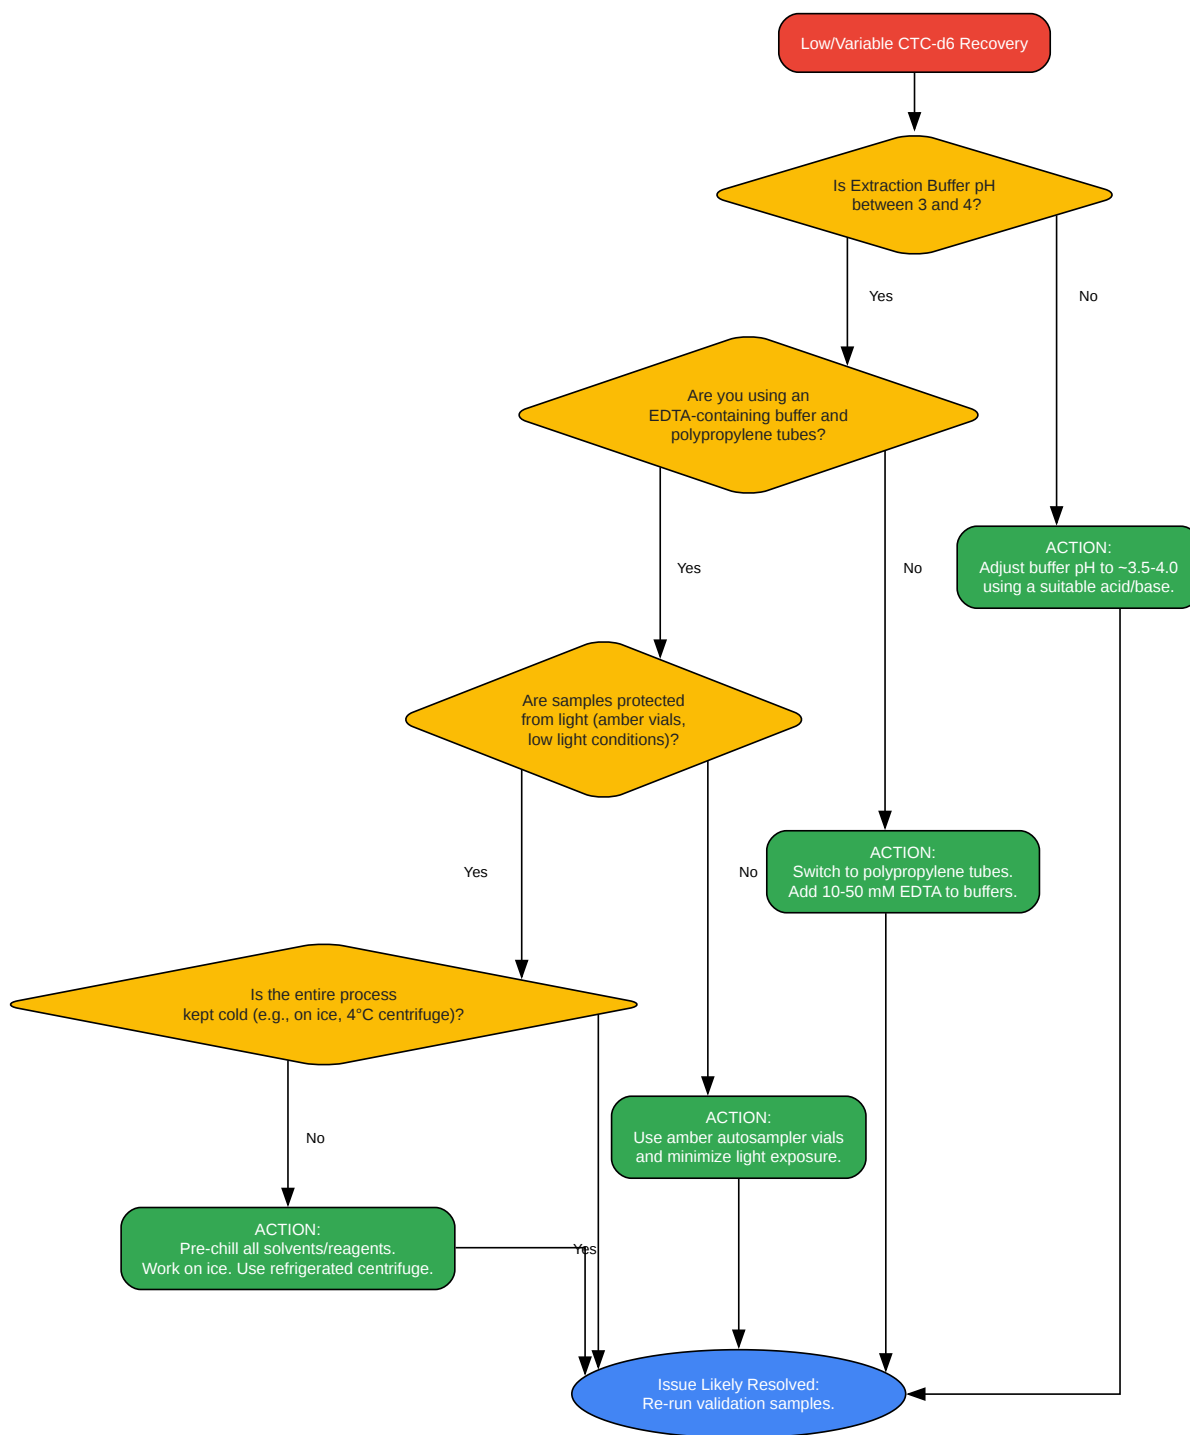 Low/Variable CTC-d6 Recovery
Is Extraction Buffer pH
between 3 and 4?
Yes
No
Are you using an
EDTA-containing buffer and
polypropylene tubes?
ACTION:
Adjust buffer pH to ~3.5-4.0
using a suitable acid/base.
Yes
No
Are samples protected
from light (amber vials,
low light conditions)?
ACTION:
Switch to polypropylene tubes.
Add 10-50 mM EDTA to buffers.
Yes
No
Is the entire process
kept cold (e.g., on ice, 4°C centrifuge)?
ACTION:
Use amber autosampler vials
and minimize light exposure.
No
ACTION:
Pre-chill all solvents/reagents.
Work on ice. Use refrigerated centrifuge.
Yes
Issue Likely Resolved:
Re-run validation samples.